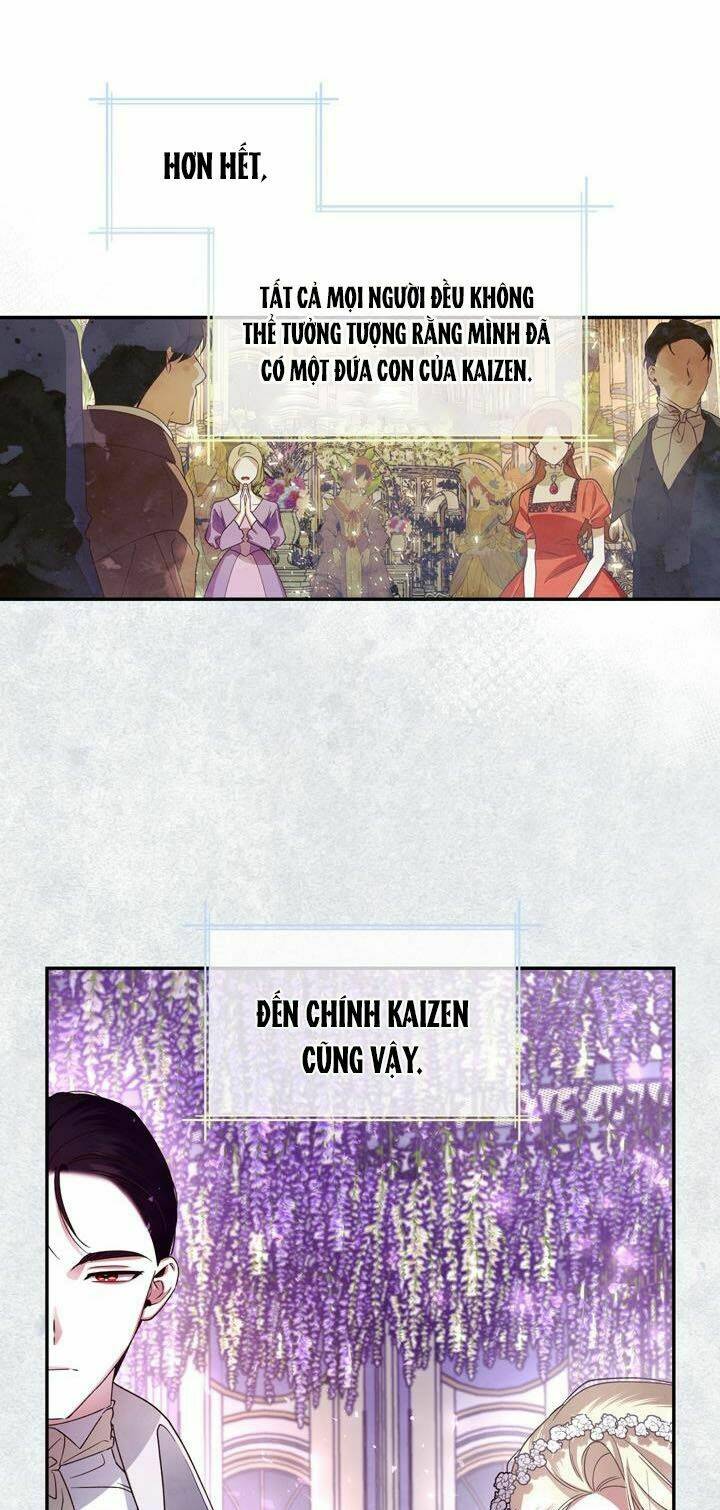 HƠN HẾT,
TẤT CẢ MỌI NGƯỜI ĐỀU KHÔNG
THỂ TƯỞNG TƯỢNG RẰNG MÌNH ĐÃ
CÓ MỘT ĐỨA CON CỦA KAIZEN.
ĐẾN CHÍNH KAIZEN
CŨNG VẬY.